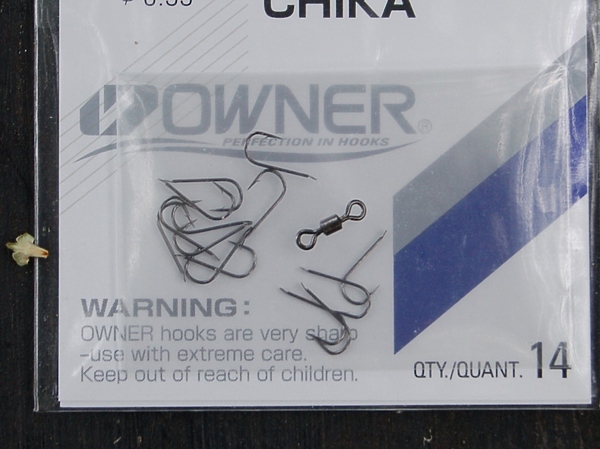 CHIKA
OWNER®
PERFECTION IN HOOKS
WARNING:
OWNER hooks are very sharp
-use with extreme care.
Keep out of reach of children.
QTY./QUANT. 14